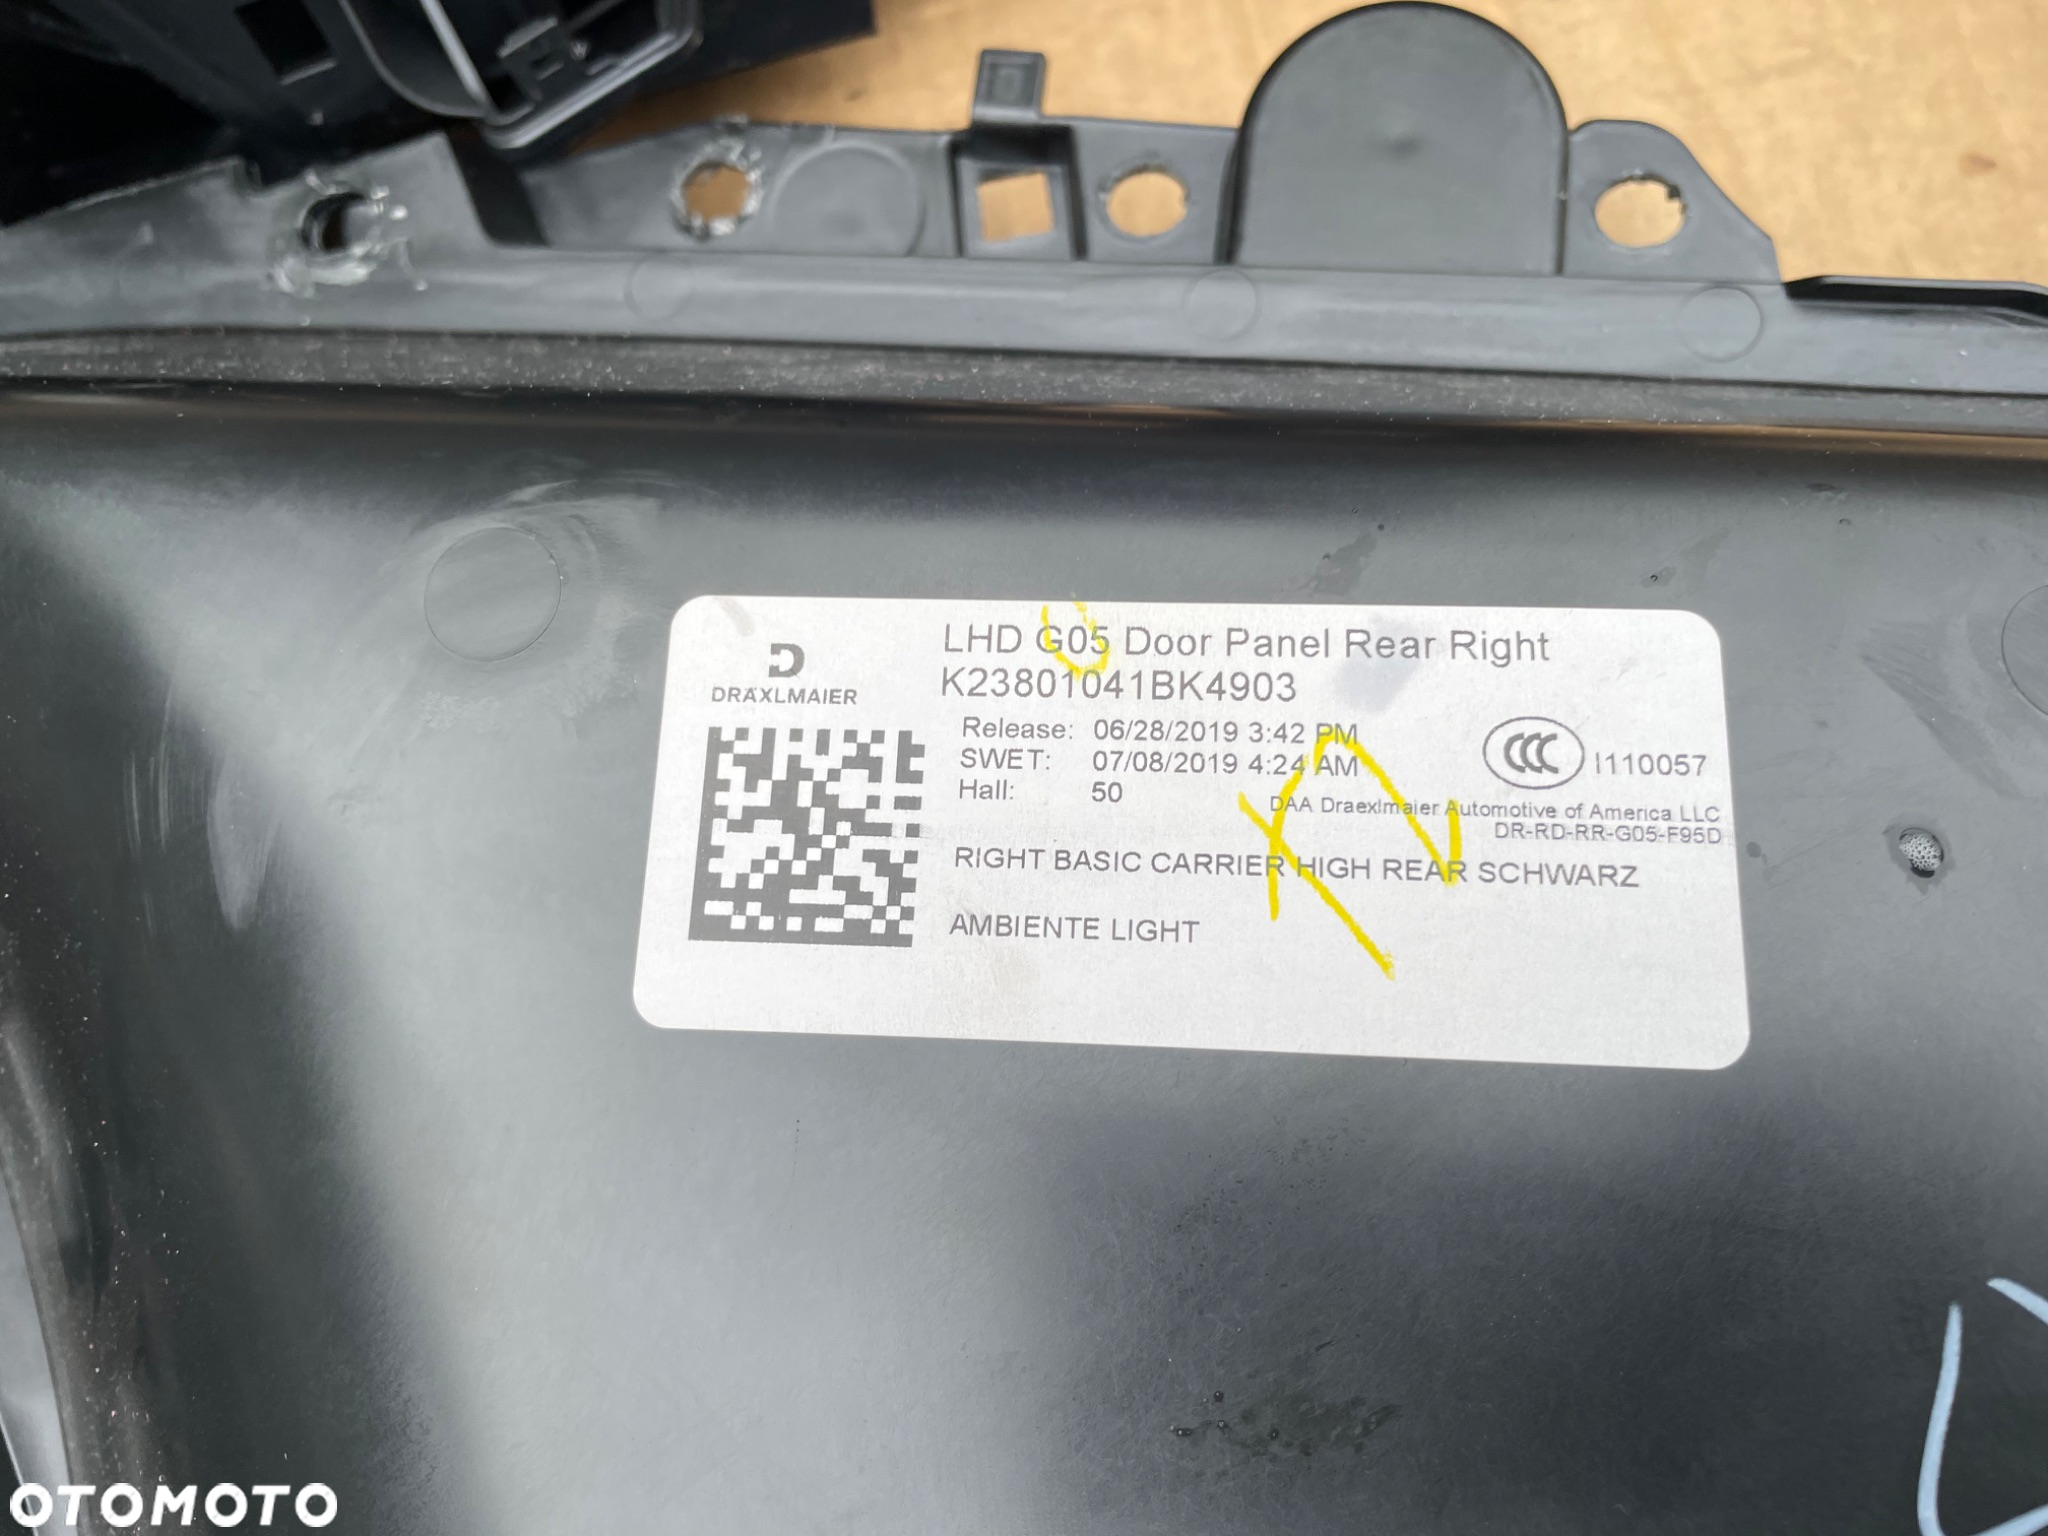 LHD G05 Door Panel Rear Right
DRÄXLMAIER
K23801041BK4903
Release: 06/28/2019 3:42 PM
SWET: 07/08/2019 4:24 AM
Hall: 50
CCC I110057
DAA Draexlmaier Automotive of America LLC
DR-RD-RR-G05-F95D
RIGHT BASIC CARRIER HIGH REAR SCHWARZ
AMBIENTE LIGHT
OTOMOTO